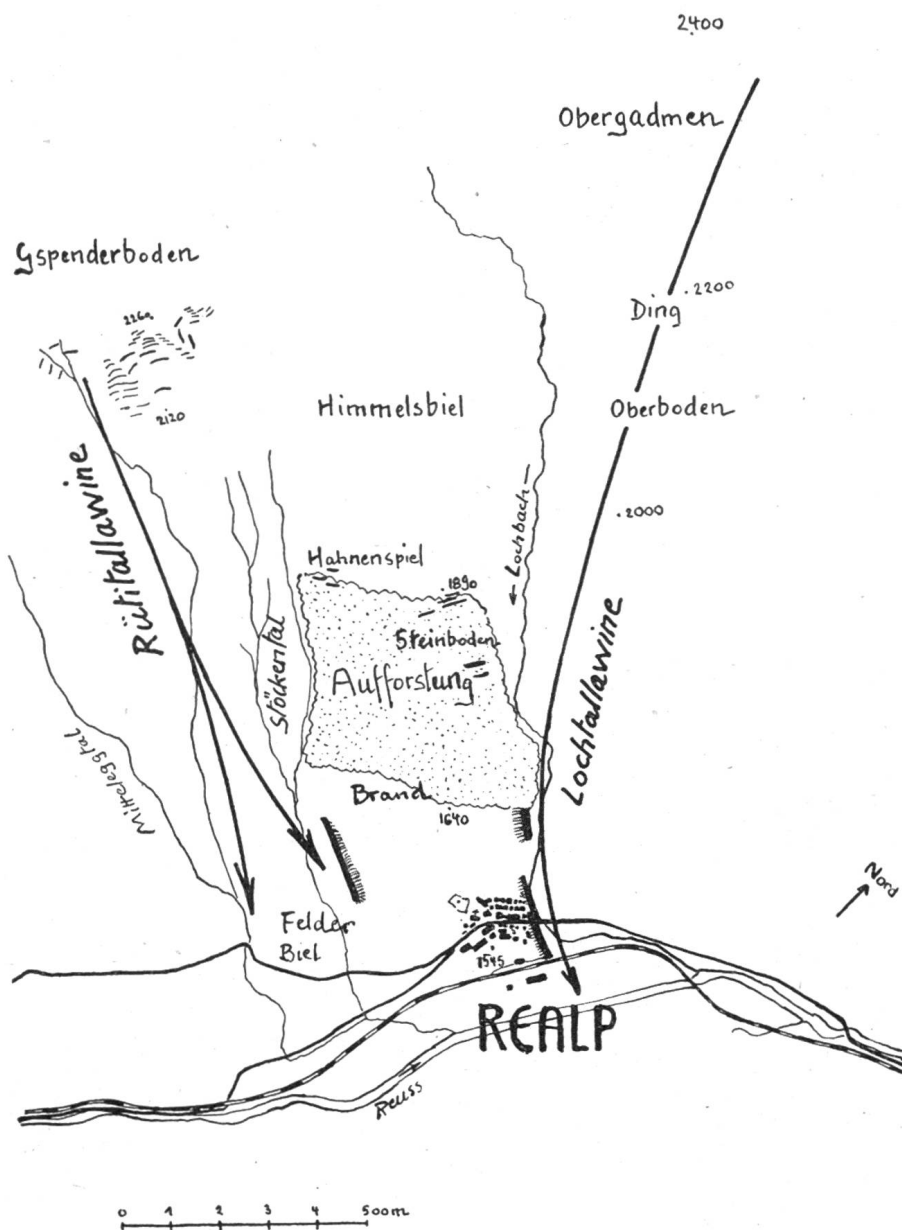 2400
Obergadmen
Gspenderboden
2200
Ding
2260
2120
Himmelsbiel
Oberboden
Rütitallawine
2000
← Lochbach
Hahnenspiel
1890
Steinboden
Stöckental
Aufforstung
Lochtallawine
Mitteleggtal
Brand
1640
Nord
Felder
Biel
1545
REALP
Reuss
0 1 2 3 4 500m